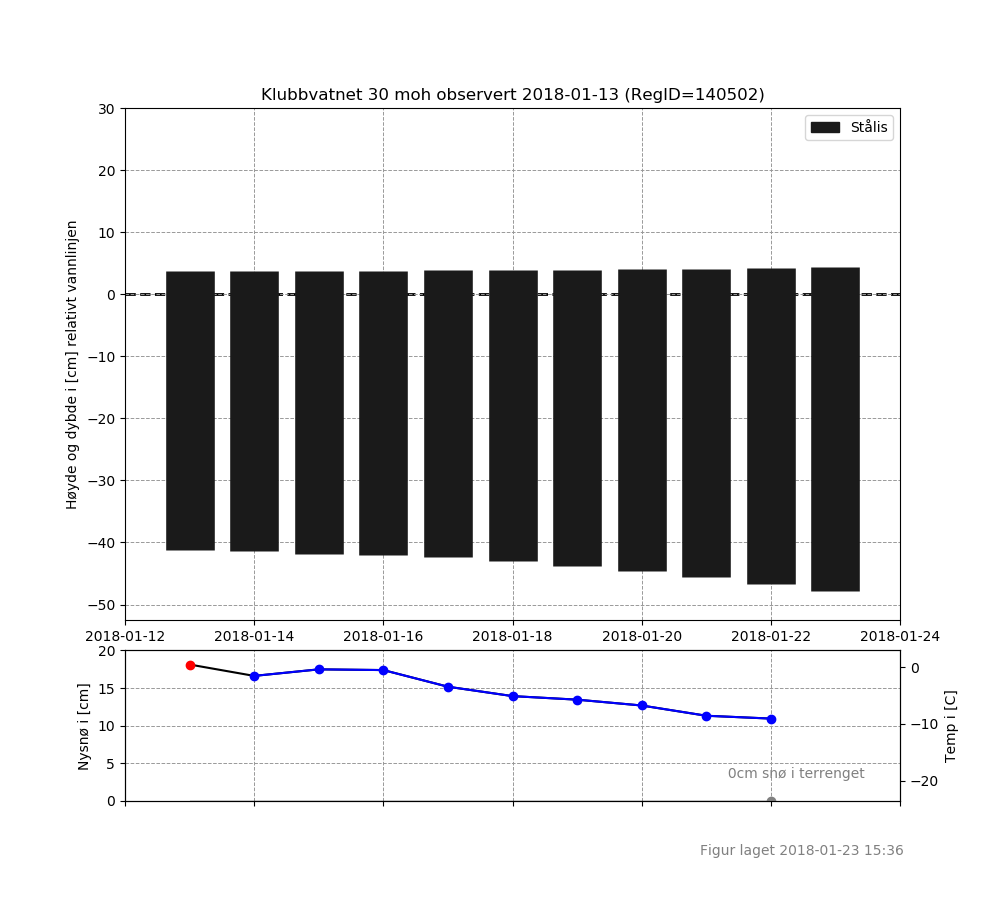 Klubbvatnet 30 moh observert 2018-01-13 (RegID=140502)
Stålis
Høyde og dybde i [cm] relativt vannlinjen
30
20
10
0
−10
−20
−30
−40
−50
2018-01-12 2018-01-14 2018-01-16 2018-01-18 2018-01-20 2018-01-22 2018-01-24
Nysnø i [cm]
20
15
10
5
0
0
−10
−20
Temp i [C]
0cm snø i terrenget
Figur laget 2018-01-23 15:36